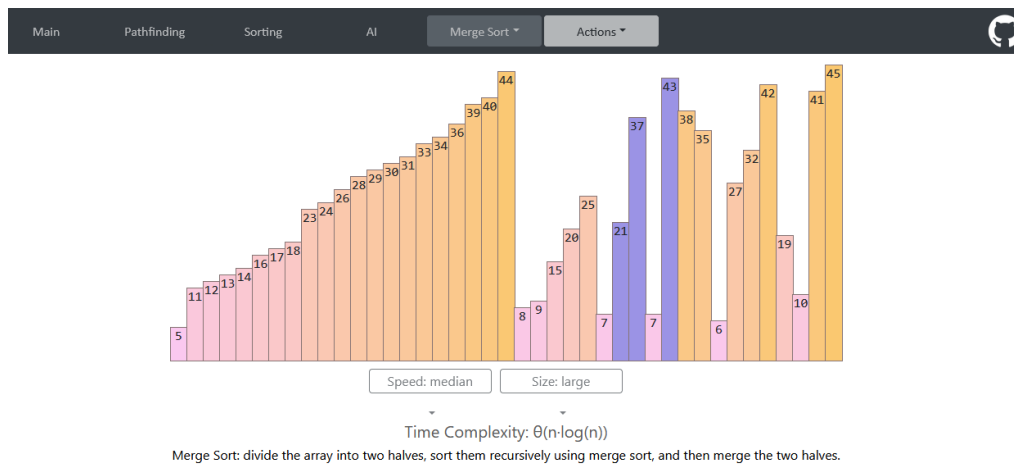 Main Pathfinding Sorting AI Merge Sort Actions
5 11 12 13 14 16 17 18 23 24 26 28 29 30 31 33 34 36 39 40 44 8 9 15 20 25 7 21 37 7 43 38 35 6 27 32 42 19 10 41 45
Speed: median Size: large
Time Complexity: θ(n·log(n))
Merge Sort: divide the array into two halves, sort them recursively using merge sort, and then merge the two halves.